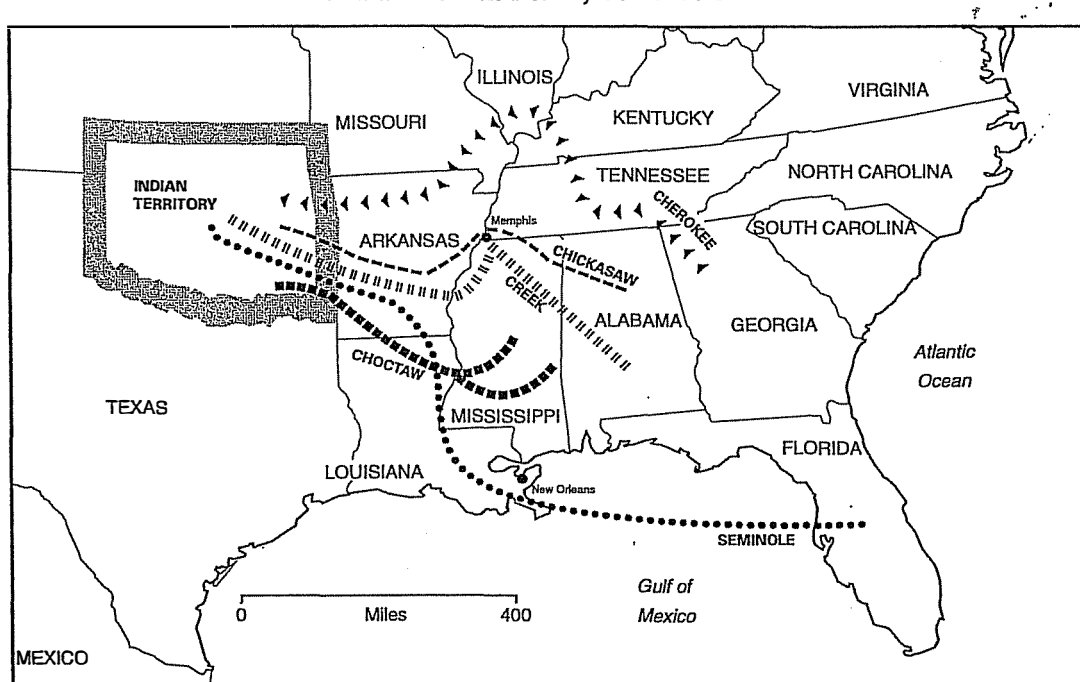 ILLINOIS
VIRGINIA
KENTUCKY
MISSOURI
TENNESSEE
NORTH CAROLINA
INDIAN
TERRITORY
CHEROKEE
Memphis
SOUTH CAROLINA
ARKANSAS
CHICKASAW
CREEK
ALABAMA
GEORGIA
Atlantic
Ocean
CHOCTAW
TEXAS
MISSISSIPPI
FLORIDA
LOUISIANA
New Orleans
SEMINOLE
Gulf of
Mexico
0 Miles 400
MEXICO